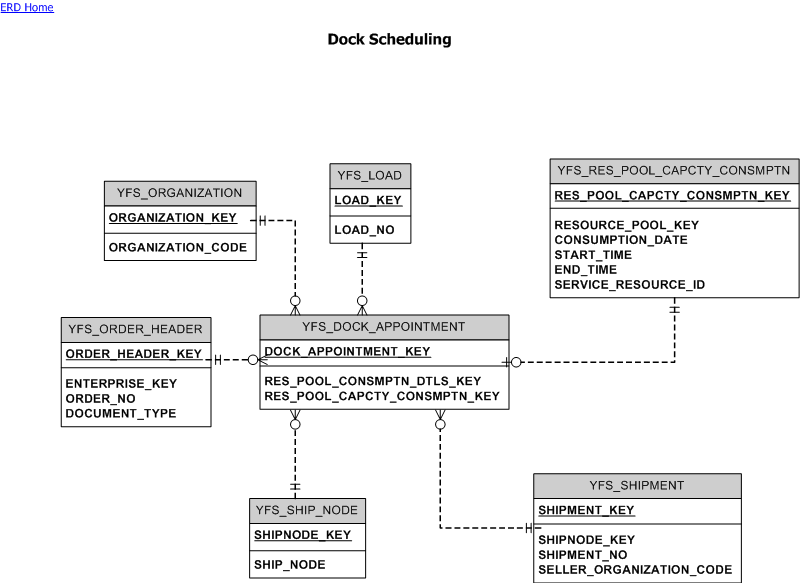 ERD Home
Dock Scheduling
YFS_ORGANIZATION
ORGANIZATION_KEY
ORGANIZATION_CODE
YFS_LOAD
LOAD_KEY
LOAD_NO
YFS_RES_POOL_CAPCTY_CONSMPTN
RES_POOL_CAPCTY_CONSMPTN_KEY
RESOURCE_POOL_KEY
CONSUMPTION_DATE
START_TIME
END_TIME
SERVICE_RESOURCE_ID
YFS_ORDER_HEADER
ORDER_HEADER_KEY
ENTERPRISE_KEY
ORDER_NO
DOCUMENT_TYPE
YFS_DOCK_APPOINTMENT
DOCK_APPOINTMENT_KEY
RES_POOL_CONSMPTN_DTLS_KEY
RES_POOL_CAPCTY_CONSMPTN_KEY
YFS_SHIP_NODE
SHIPNODE_KEY
SHIP_NODE
YFS_SHIPMENT
SHIPMENT_KEY
SHIPNODE_KEY
SHIPMENT_NO
SELLER_ORGANIZATION_CODE